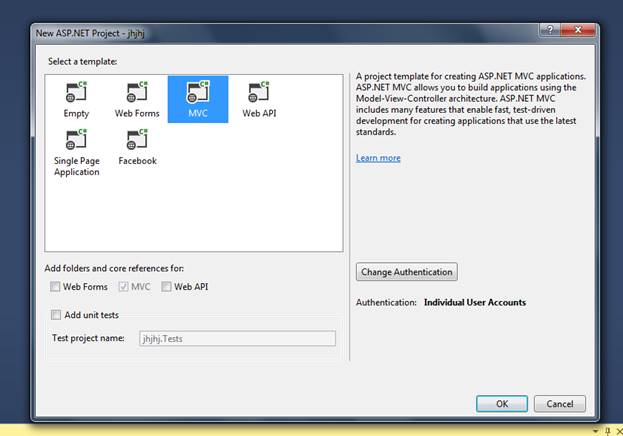 New ASP.NET Project - jhjhj
Select a template:
Empty
Web Forms
MVC
Web API
Single Page
Application
Facebook
A project template for creating ASP.NET MVC applications.
ASP.NET MVC allows you to build applications using the
Model-View-Controller architecture. ASP.NET MVC
includes many features that enable fast, test-driven
development for creating applications that use the latest
standards.
Learn more
Add folders and core references for:
Web Forms MVC Web API
Add unit tests
Test project name: jhjhj.Tests
Change Authentication
Authentication: Individual User Accounts
OK Cancel